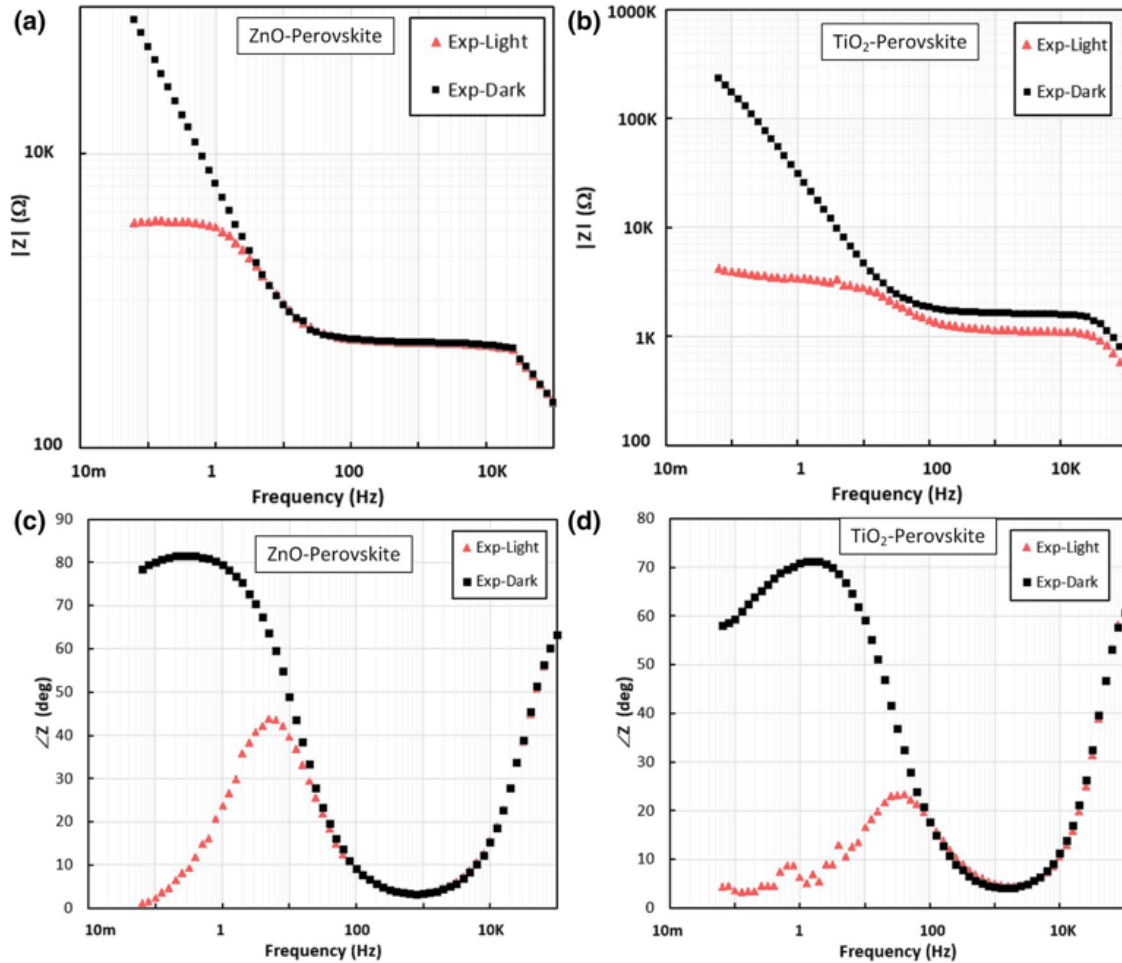 (a)
ZnO-Perovskite
Exp-Light
Exp-Dark
10K
100
|Z| (Ω)
10m 1 100 10K
Frequency (Hz)
(b)
1000K
TiO₂-Perovskite
Exp-Light
Exp-Dark
100K
10K
1K
100
|Z| (Ω)
10m 1 100 10K
Frequency (Hz)
(c)
90
ZnO-Perovskite
Exp-Light
Exp-Dark
80
70
60
50
40
30
20
10
0
∠Z (deg)
10m 1 100 10K
Frequency (Hz)
(d)
90
TiO₂-Perovskite
Exp-Light
Exp-Dark
80
70
60
50
40
30
20
10
0
∠Z (deg)
10m 1 100 10K
Frequency (Hz)